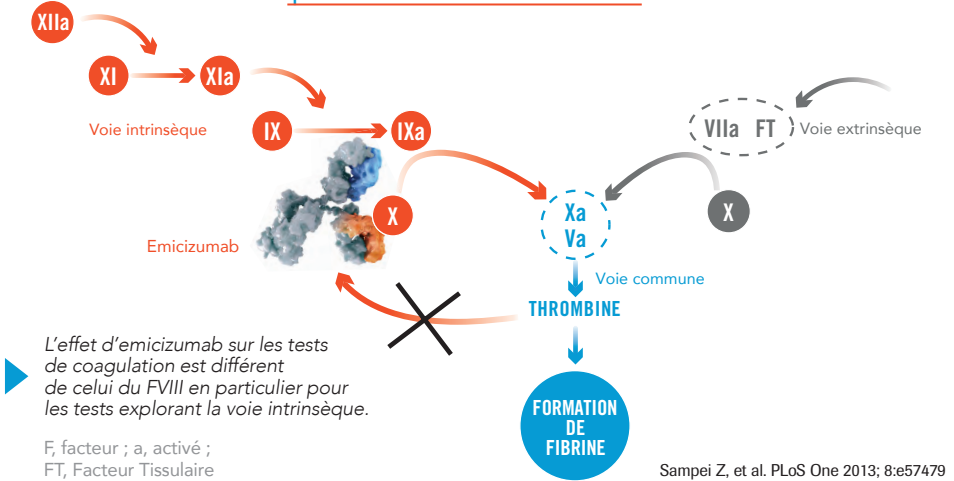 XIIa
XI
XIa
Voie intrinsèque
IX
IXa
VIIa FT
Voie extrinsèque
X
X
Xa
Va
Emicizumab
Voie commune
THROMBINE
L'effet d'emicizumab sur les tests
de coagulation est différent
de celui du FVIII en particulier pour
les tests explorant la voie intrinsèque.
FORMATION
DE
FIBRINE
F, facteur ; a, activé ;
FT, Facteur Tissulaire
Sampei Z, et al. PLoS One 2013; 8:e57479